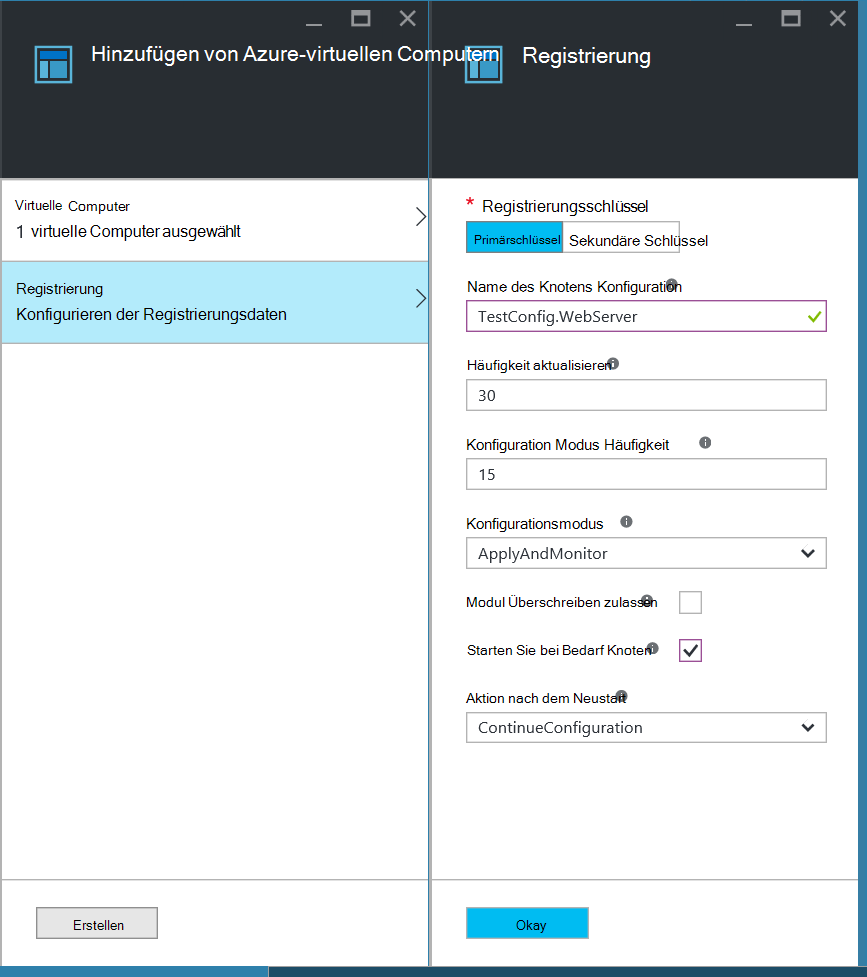 Hinzufügen von Azure-virtuellen Computern
Virtuelle Computer
1 virtuelle Computer ausgewählt
Registrierung
Konfigurieren der Registrierungsdaten
Erstellen
Registrierung
* Registrierungsschlüssel
Primärschlüssel Sekundäre Schlüssel
Name des Knotens Konfiguration
TestConfig.WebServer
Häufigkeit aktualisieren
30
Konfiguration Modus Häufigkeit
15
Konfigurationsmodus
ApplyAndMonitor
Modul Überschreiben zulassen
Starten Sie bei Bedarf Knoten
Aktion nach dem Neustart
ContinueConfiguration
Okay